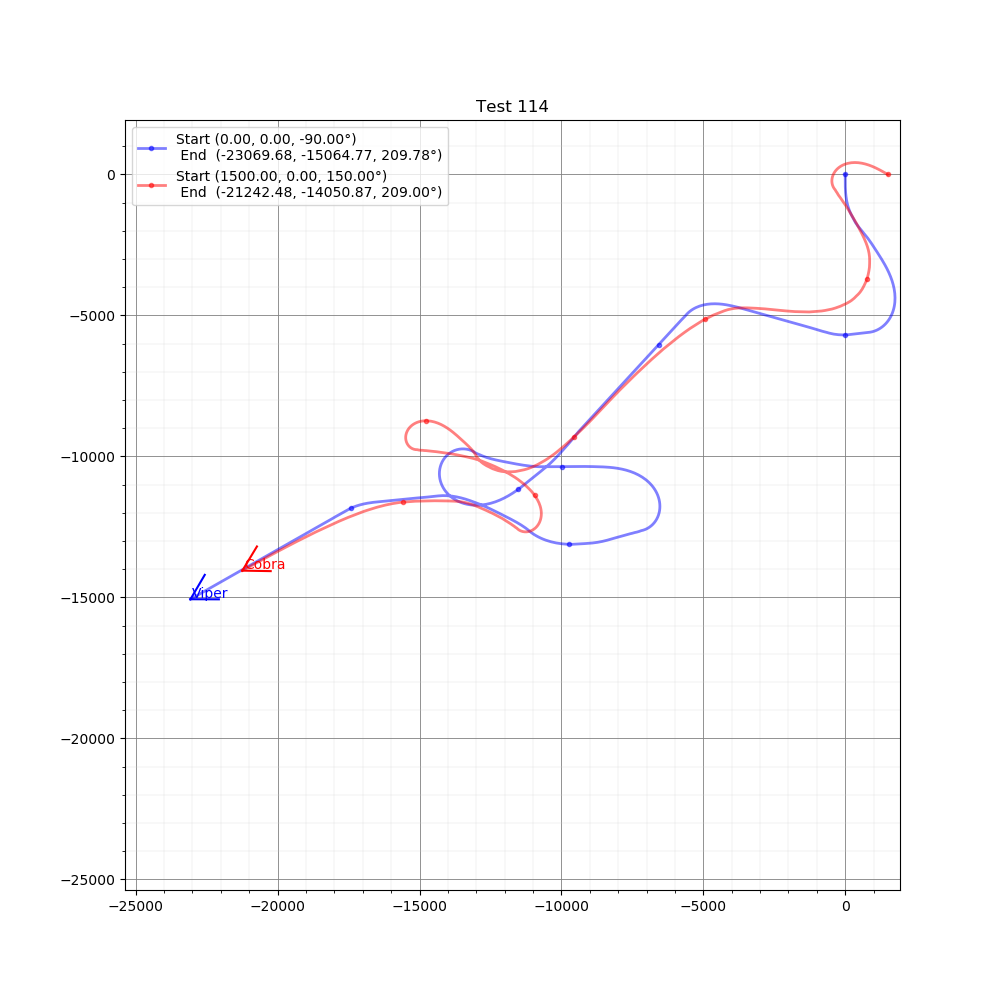 Test 114
Start (0.00, 0.00, -90.00°)
End  (-23069.68, -15064.77, 209.78°)
Start (1500.00, 0.00, 150.00°)
End  (-21242.48, -14050.87, 209.00°)
0
−5000
−10000
−15000
−20000
−25000
Cobra
Viper
−25000
−20000
−15000
−10000
−5000
0